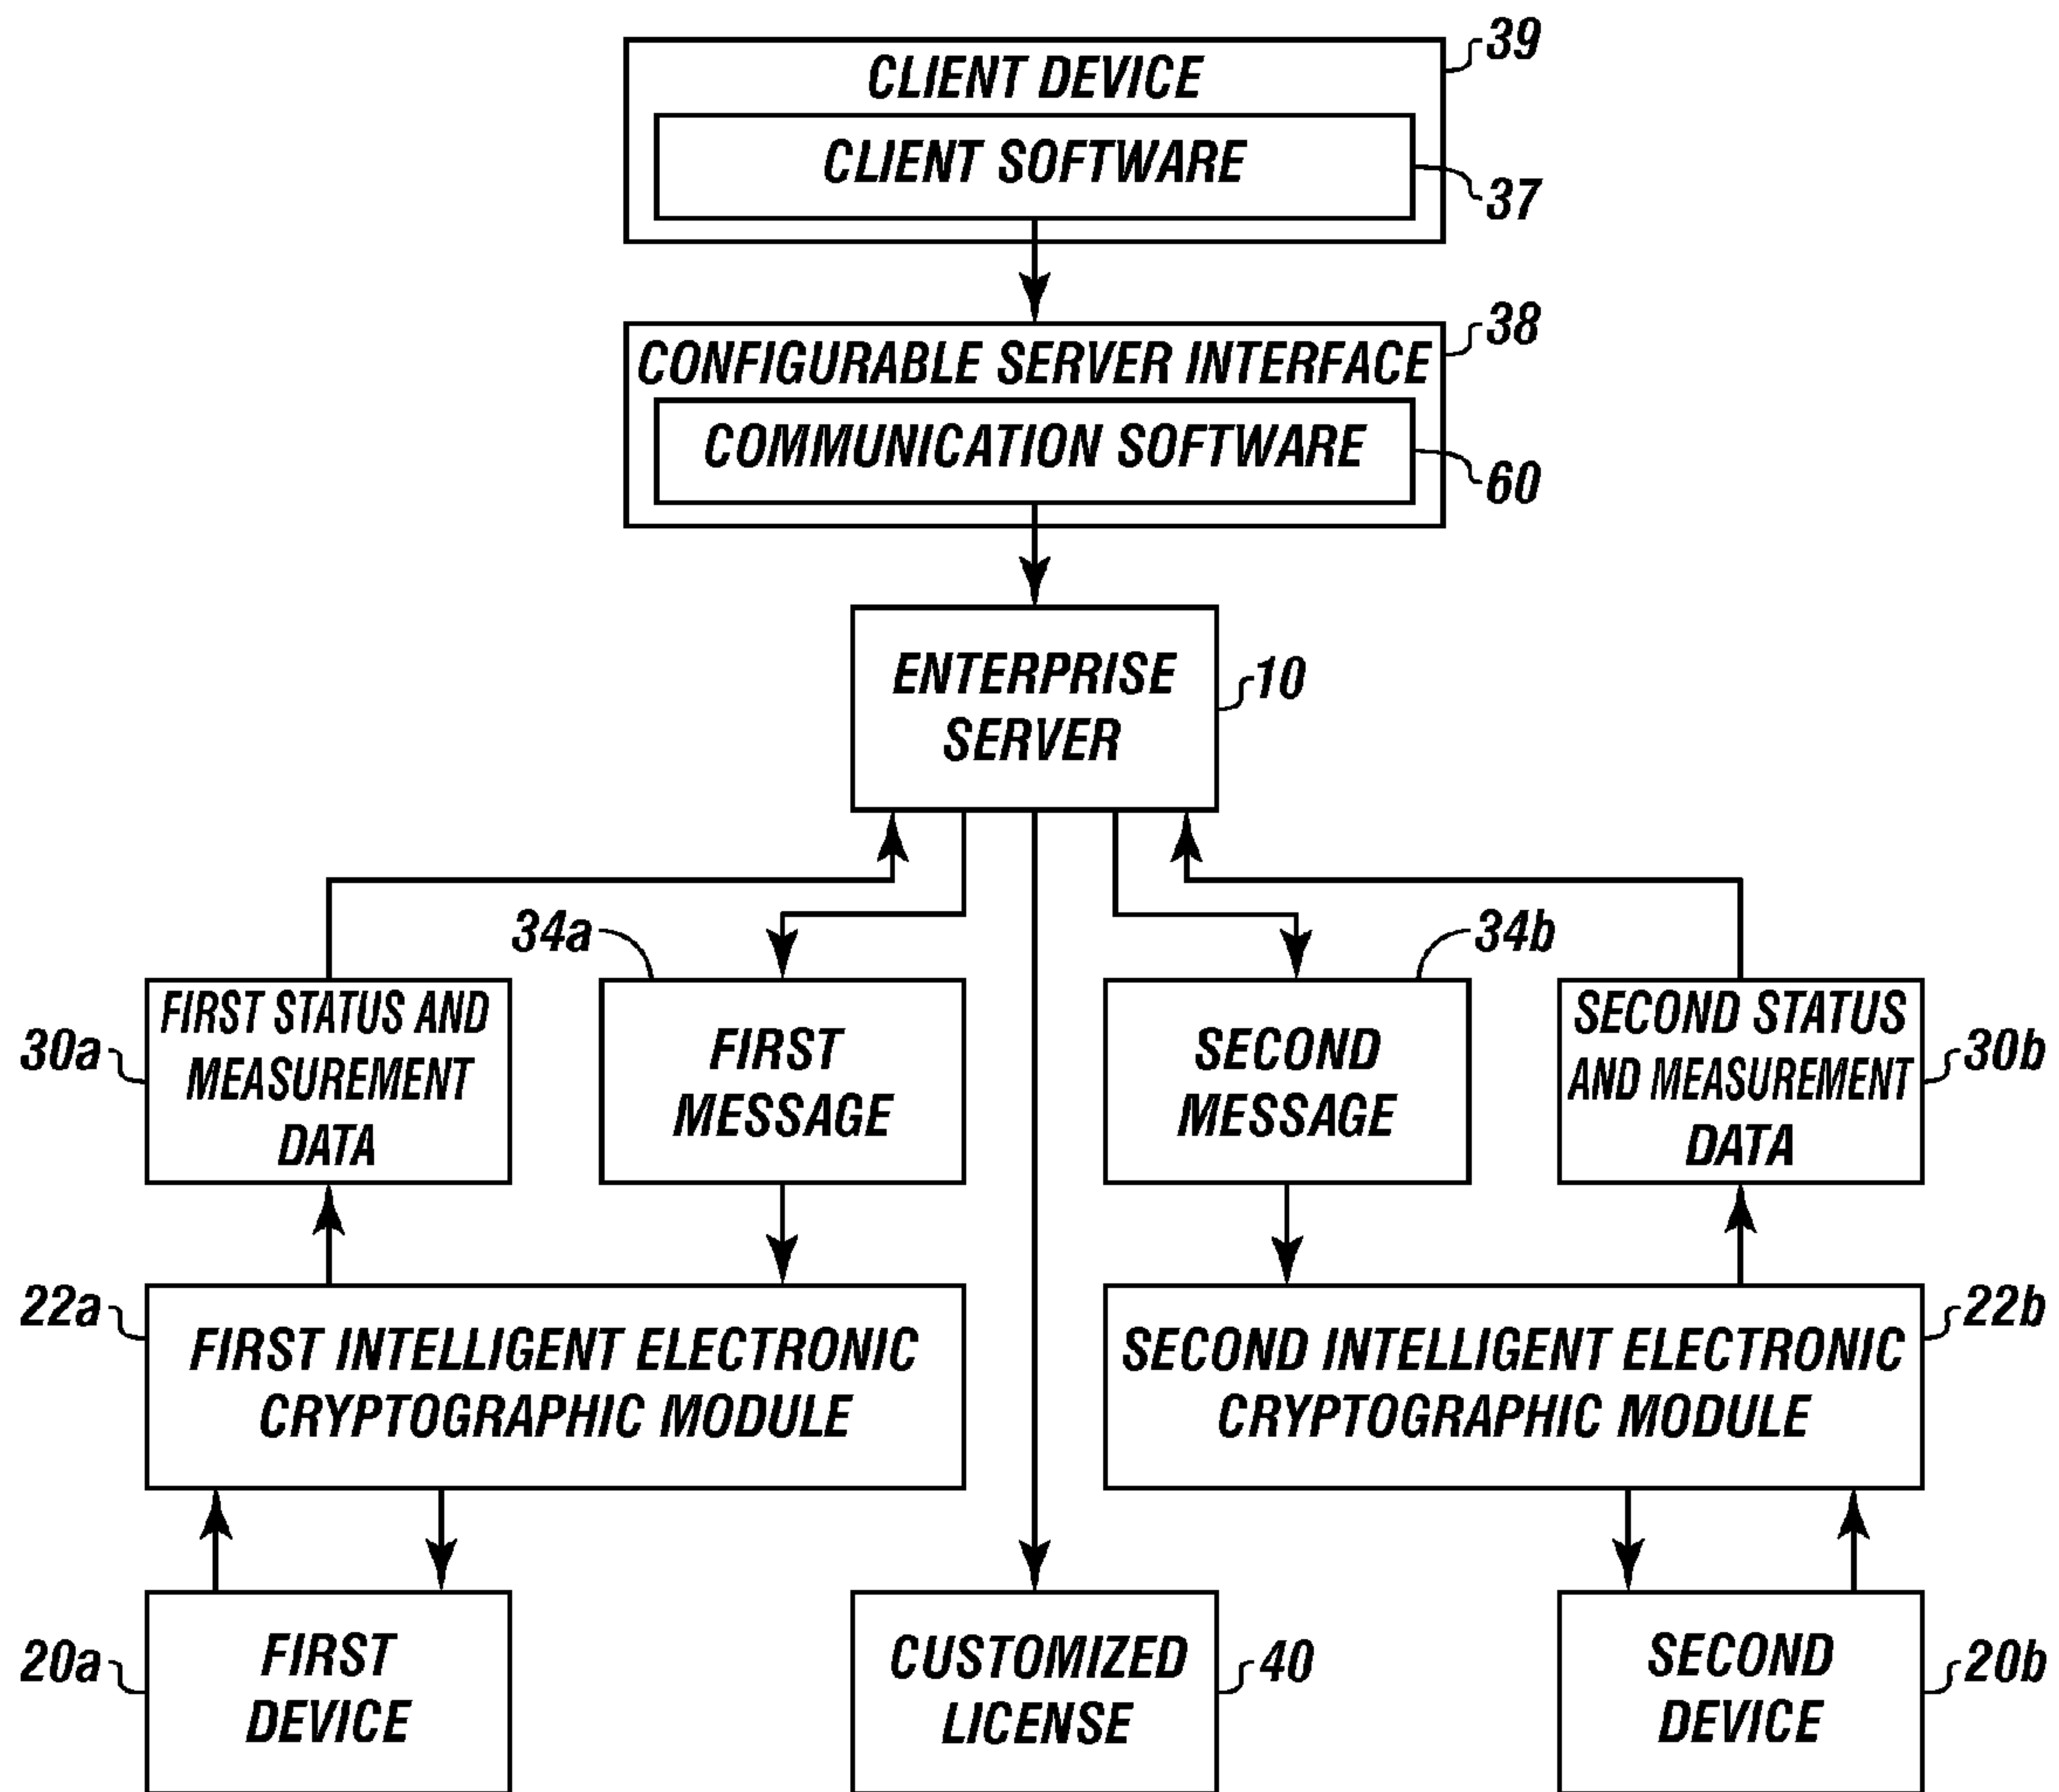 39
CLIENT DEVICE
CLIENT SOFTWARE
37
38
CONFIGURABLE SERVER INTERFACE
COMMUNICATION SOFTWARE
60
ENTERPRISE
SERVER
10
34a
34b
30a
FIRST STATUS AND
MEASUREMENT
DATA
FIRST
MESSAGE
SECOND
MESSAGE
SECOND STATUS
AND MEASUREMENT
DATA
30b
22a
FIRST INTELLIGENT ELECTRONIC
CRYPTOGRAPHIC MODULE
SECOND INTELLIGENT ELECTRONIC
CRYPTOGRAPHIC MODULE
22b
20a
FIRST
DEVICE
CUSTOMIZED
LICENSE
40
SECOND
DEVICE
20b